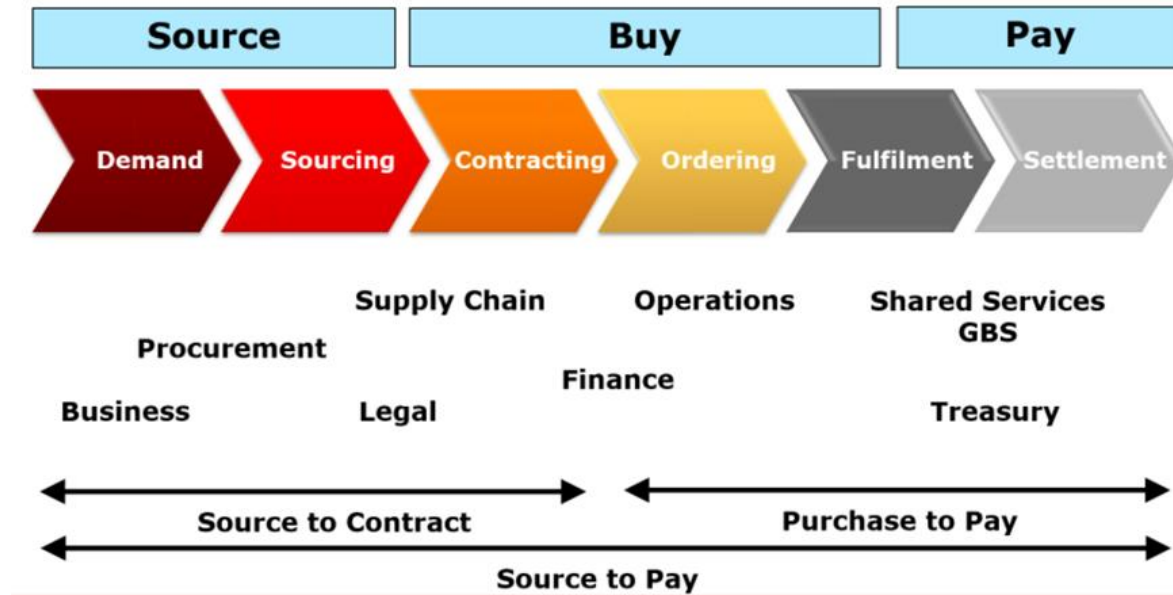 Source Buy Pay
Demand Sourcing Contracting Ordering Fulfilment Settlement
Supply Chain Operations Shared Services
GBS
Procurement
Finance
Business Legal Treasury
Source to Contract Purchase to Pay
Source to Pay